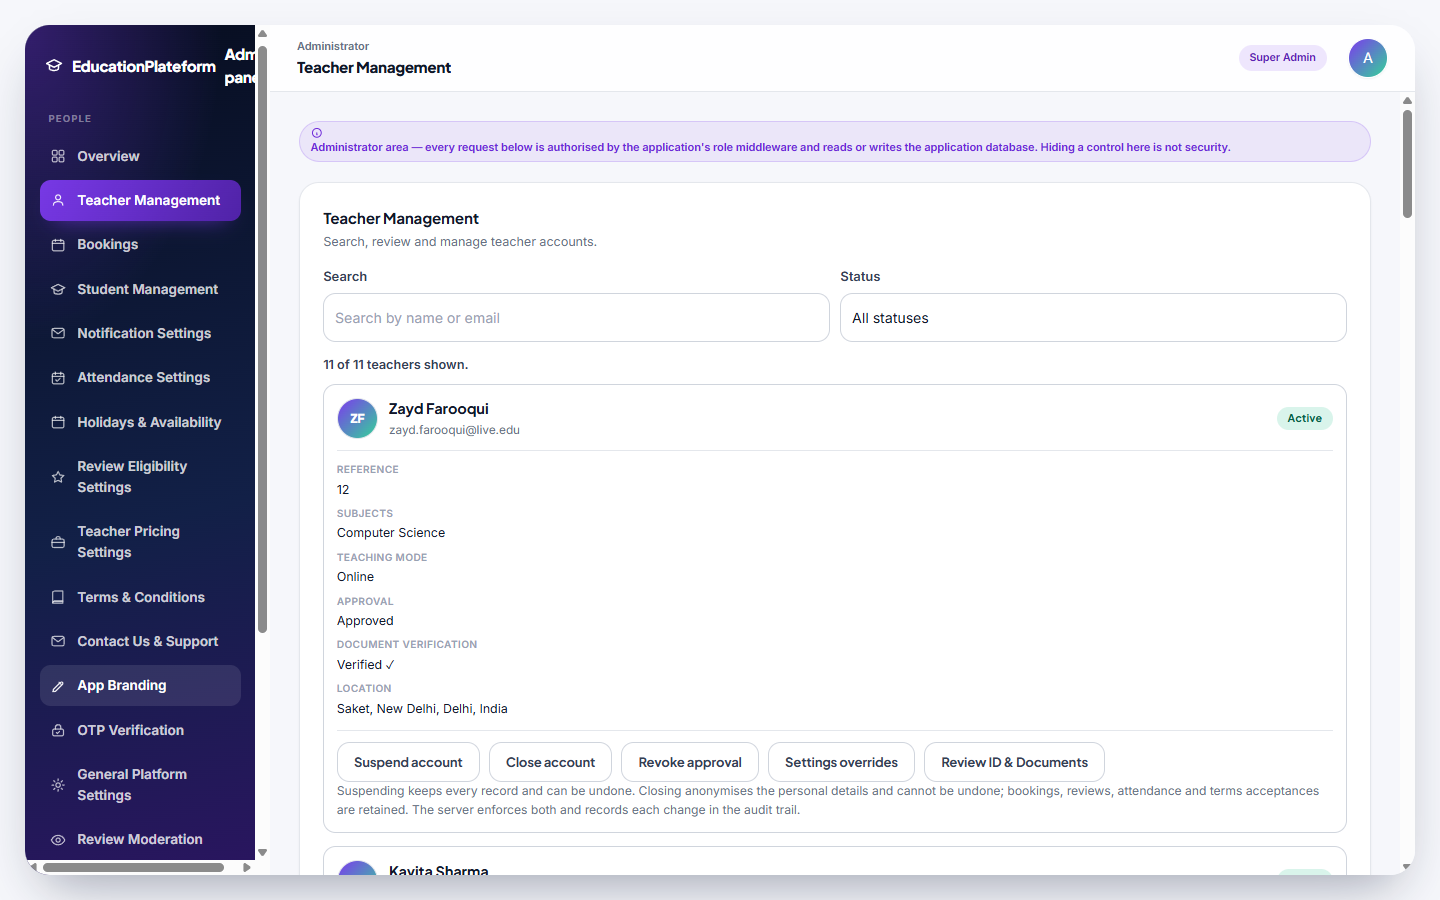 EducationPlateform
PEOPLE
Overview
Teacher Management
Bookings
Student Management
Notification Settings
Attendance Settings
Holidays & Availability
Review Eligibility
Settings
Teacher Pricing
Settings
Terms & Conditions
Contact Us & Support
App Branding
OTP Verification
General Platform
Settings
Review Moderation
Administrator
Teacher Management
Super Admin
A
Administrator area — every request below is authorised by the application's role middleware and reads or writes the application database. Hiding a control here is not security.
Teacher Management
Search, review and manage teacher accounts.
Search
Status
Search by name or email
All statuses
11 of 11 teachers shown.
ZF
Zayd Farooqui
zayd.farooqui@live.edu
Active
REFERENCE
12
SUBJECTS
Computer Science
TEACHING MODE
Online
APPROVAL
Approved
DOCUMENT VERIFICATION
Verified ✓
LOCATION
Saket, New Delhi, Delhi, India
Suspend account
Close account
Revoke approval
Settings overrides
Review ID & Documents
Suspending keeps every record and can be undone. Closing anonymises the personal details and cannot be undone; bookings, reviews, attendance and terms acceptances
are retained. The server enforces both and records each change in the audit trail.
Kavita Sharma